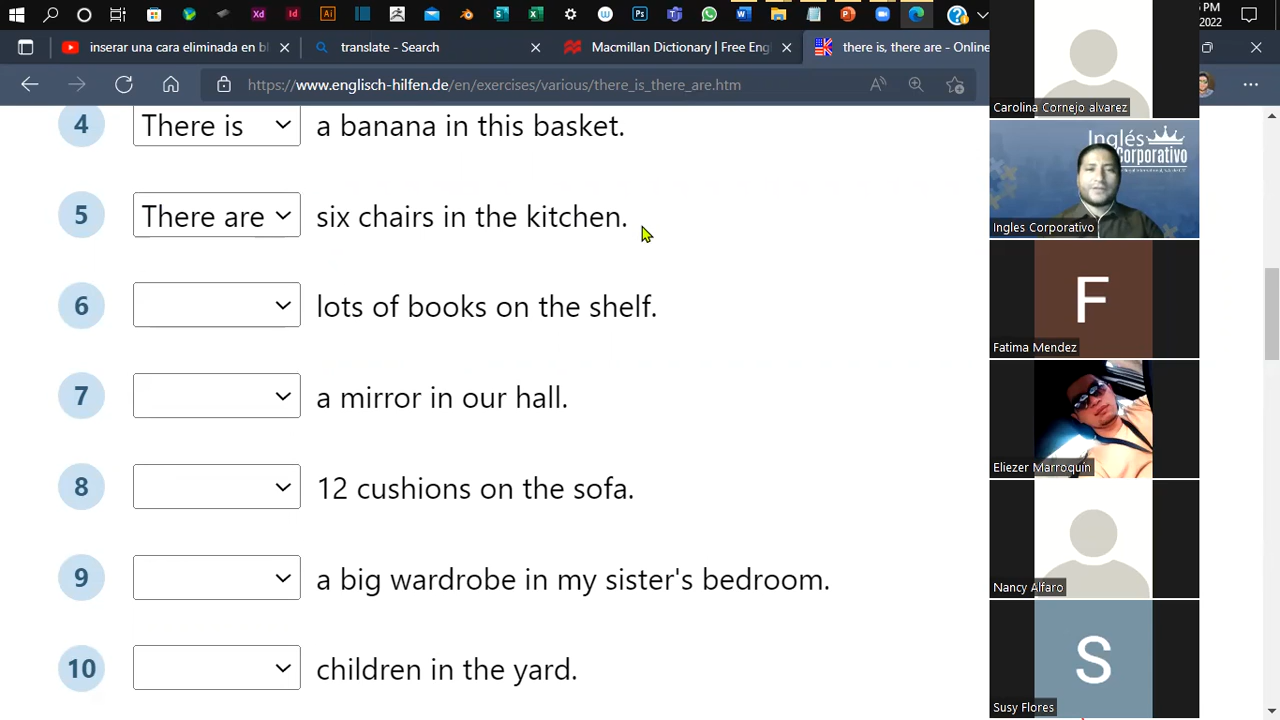 inserir una cara eliminada en bl
translate - Search
Macmillan Dictionary | Free Eng
there is, there are - Online
PM
2022
https://www.englisch-hilfen.de/en/exercises/various/there_is_there_are.htm
4 There is a banana in this basket.
5 There are six chairs in the kitchen.
6 lots of books on the shelf.
7 a mirror in our hall.
8 12 cushions on the sofa.
9 a big wardrobe in my sister's bedroom.
10 children in the yard.
Carolina Cornejo alvarez
Inglés
Corporativo
Ingles Corporativo
F
Fatima Mendez
Eliezer Marroquín
Nancy Alfaro
S
Susy Flores